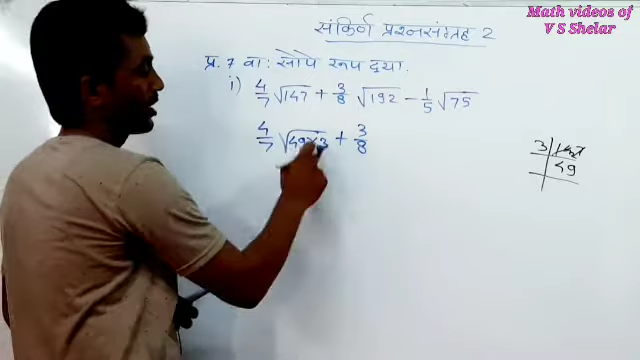 Math videos of
V S Shelar
संकिर्ण प्रश्नसंग्रह 2
प्र. 7 वा: सोपे रूप द्या.
i) 4/7 √147 + 3/8 √192 - 1/5 √75
4/7 √49×3 + 3/8
3 | 147
49